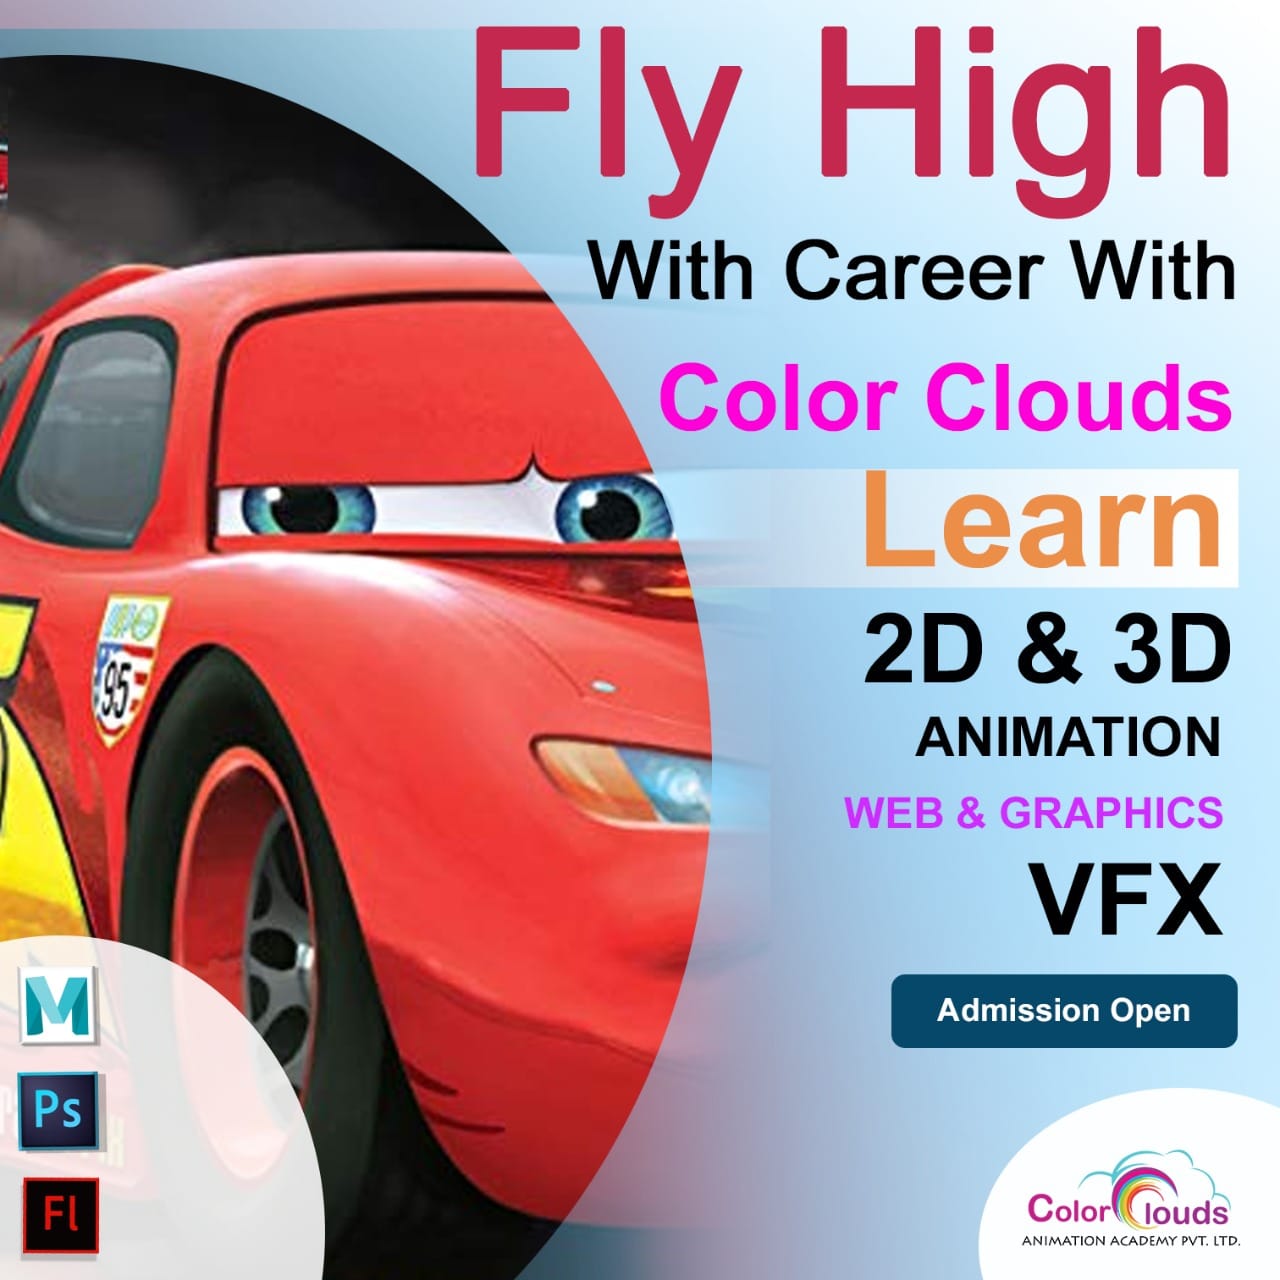 Fly High
With Career With
Color Clouds
Learn
2D & 3D
ANIMATION
WEB & GRAPHICS
VFX
Admission Open
95
M
Ps
Fl
Color Clouds
ANIMATION ACADEMY PVT. LTD.